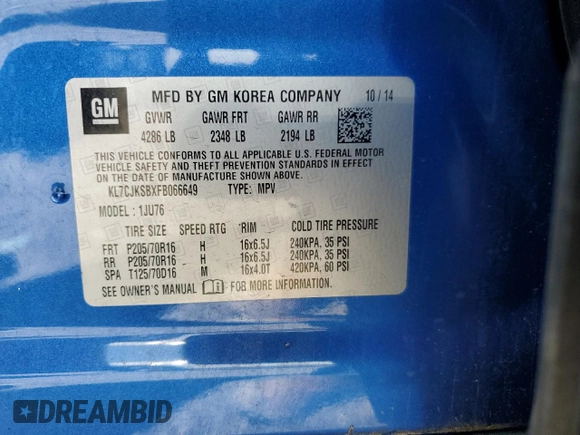 GM MFD BY GM KOREA COMPANY 10 / 14
GVWR GAWR FRT GAWR RR
4286 LB 2348 LB 2194 LB
THIS VEHICLE CONFORMS TO ALL APPLICABLE U.S. FEDERAL MOTOR
VEHICLE SAFETY AND THEFT PREVENTION STANDARDS IN EFFECT
ON THE DATE OF MANUFACTURE SHOWN ABOVE.
KL7CJKSBXFB066649 TYPE: MPV
MODEL : 1JU76
TIRE SIZE SPEED RTG RIM COLD TIRE PRESSURE
FRT P205/70R16 H 16x6.5J 240KPA, 35 PSI
RR P205/70R16 H 16x6.5J 240KPA, 35 PSI
SPA T125/70D16 M 16x4.0T 420KPA, 60 PSI
SEE OWNER'S MANUAL FOR MORE INFORMATION.
DREAMBID